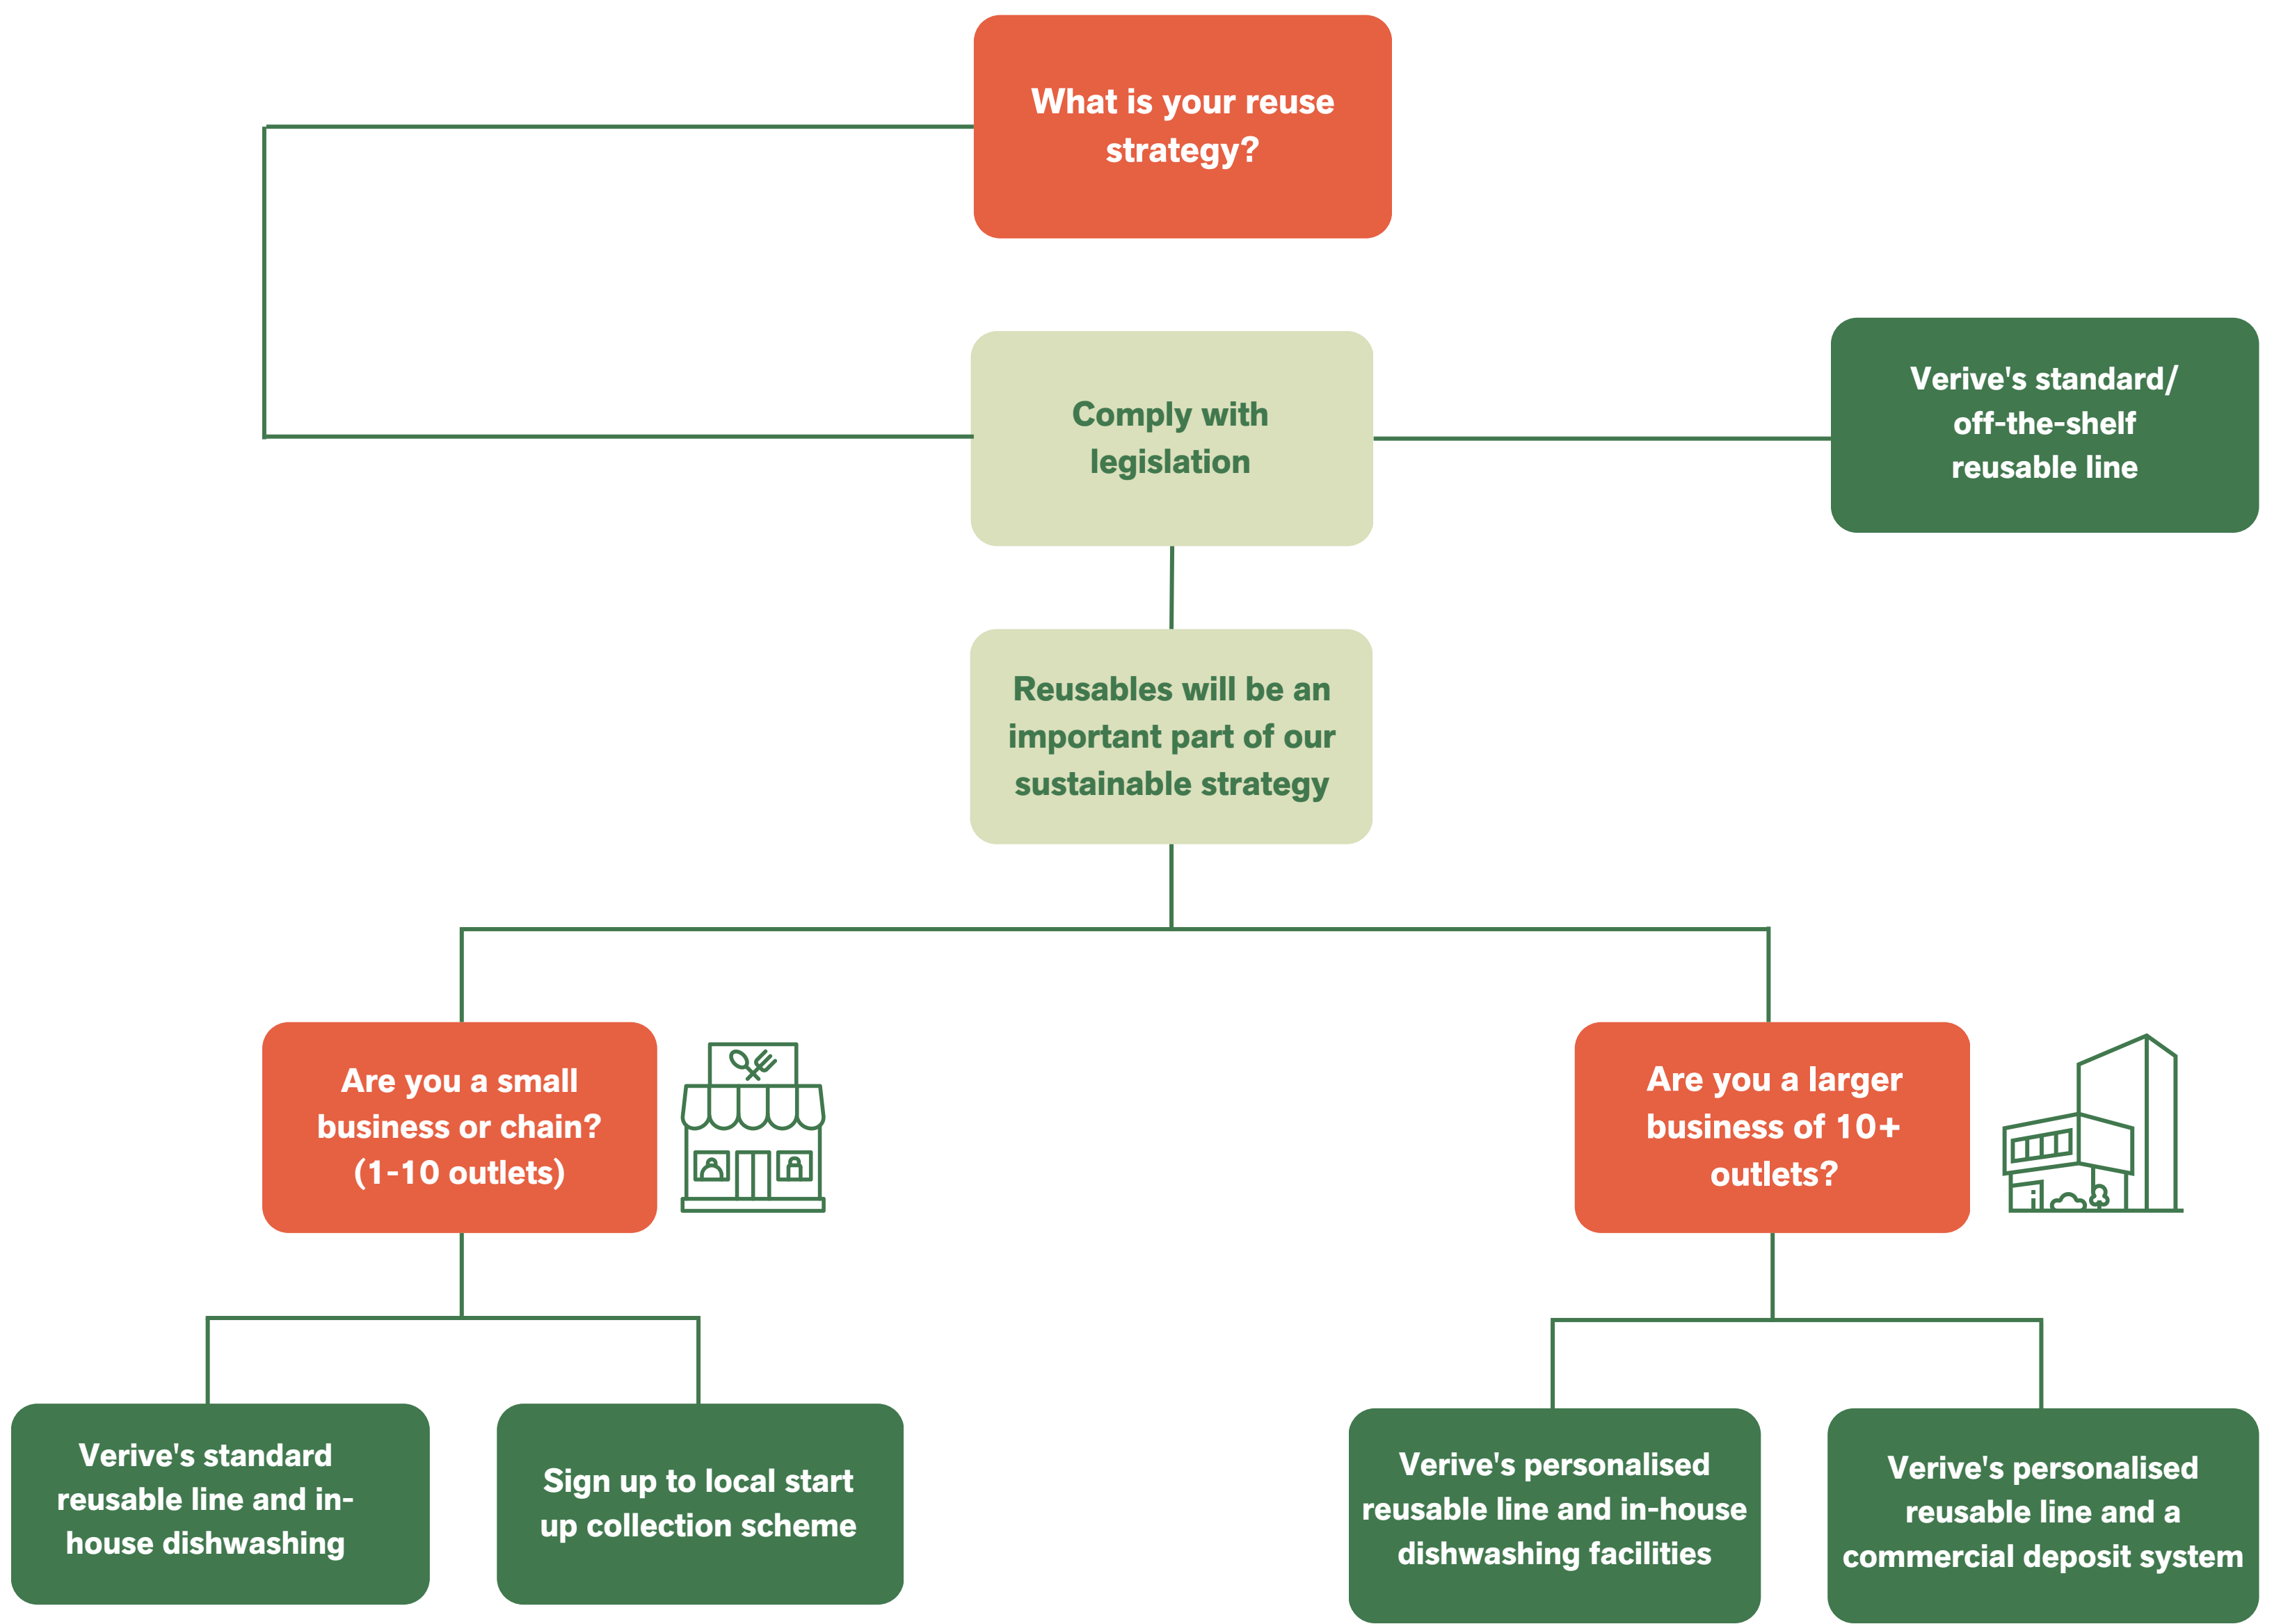 What is your reuse
strategy?
Comply with
legislation
Verive's standard/
off-the-shelf
reusable line
Reusables will be an
important part of our
sustainable strategy
Are you a small
business or chain?
(1-10 outlets)
Are you a larger
business of 10+
outlets?
Verive's standard
reusable line and in-
house dishwashing
Sign up to local start
up collection scheme
Verive's personalised
reusable line and in-house
dishwashing facilities
Verive's personalised
reusable line and a
commercial deposit system